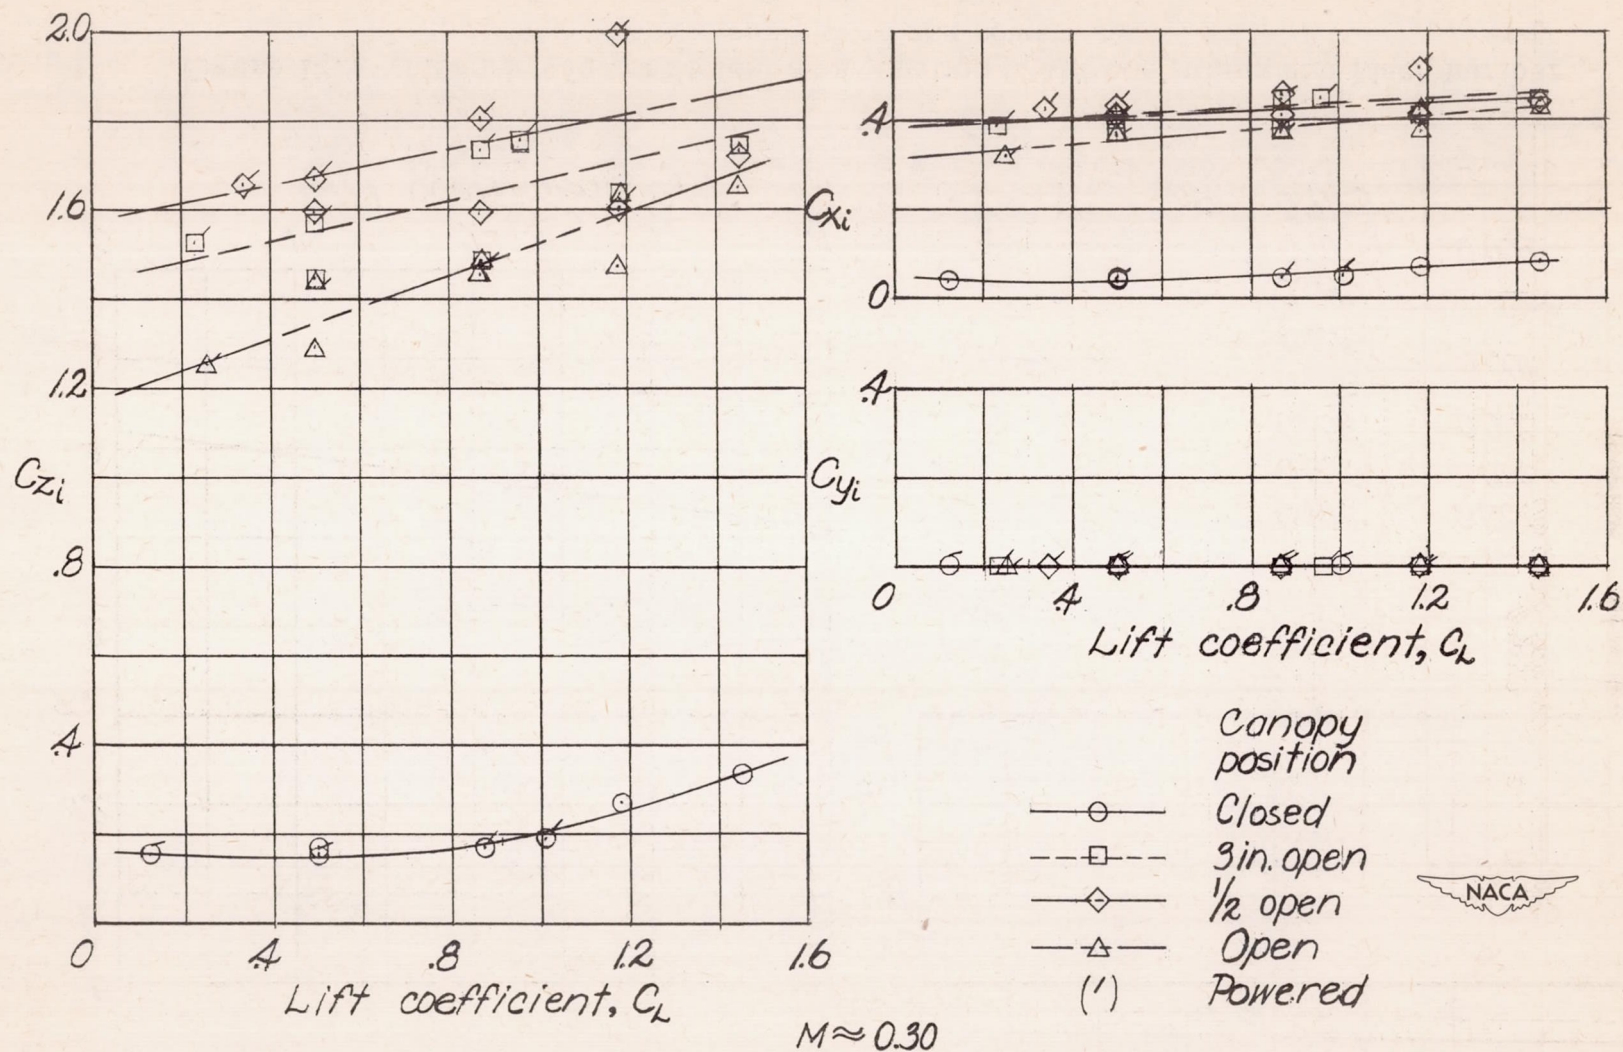 2.0
1.6
1.2
.8
.4
0 .4 .8 1.2 1.6
Czi
Lift coefficient, CL
.4
0
Cxi
.4
Cyi
0 .4 .8 1.2 1.6
Lift coefficient, CL
Canopy
position
Closed
3in. open
1/2 open
Open
(') Powered
NACA
M≈0.30